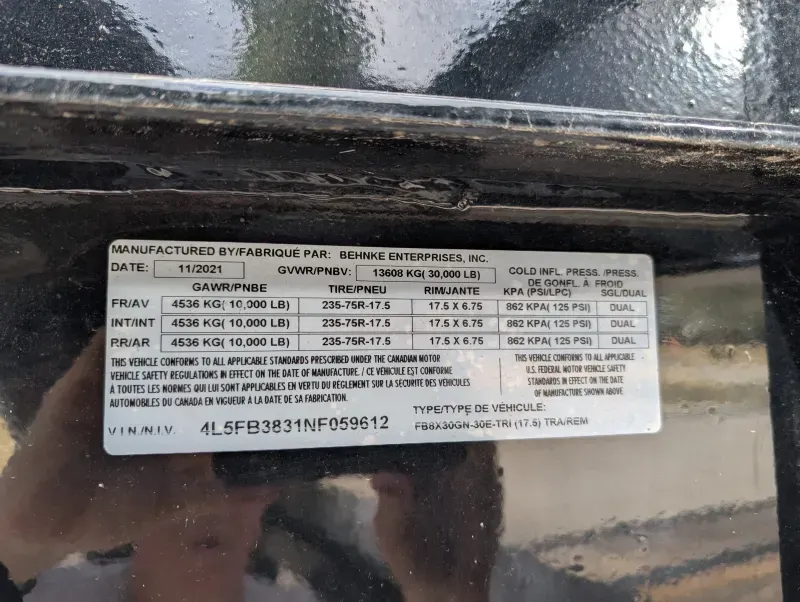 MANUFACTURED BY/FABRIQUÉ PAR: BEHNKE ENTERPRISES, INC.
DATE: 11/2021 GVWR/PNBV: 13608 KG( 30,000 LB) COLD INFL. PRESS. /PRESS.
DE GONFL. À FROID
GAWR/PNBE TIRE/PNEU RIM/JANTE KPA (PSI/LPC) SGL/DUAL
FR/AV 4536 KG( 10,000 LB) 235-75R-17.5 17.5 X 6.75 862 KPA( 125 PSI) DUAL
INT/INT 4536 KG( 10,000 LB) 235-75R-17.5 17.5 X 6.75 862 KPA( 125 PSI) DUAL
RR/AR 4536 KG( 10,000 LB) 235-75R-17.5 17.5 X 6.75 862 KPA( 125 PSI) DUAL
THIS VEHICLE CONFORMS TO ALL APPLICABLE STANDARDS PRESCRIBED UNDER THE CANADIAN MOTOR
VEHICLE SAFETY REGULATIONS IN EFFECT ON THE DATE OF MANUFACTURE. / CE VÉHICULE EST CONFORME
À TOUTES LES NORMES QUI LUI SONT APPLICABLES EN VERTU DU RÈGLEMENT SUR LA SÉCURITÉ DES VÉHICULES
AUTOMOBILES DU CANADA EN VIGUEUR À LA DATE DE SA FABRICATION.
THIS VEHICLE CONFORMS TO ALL APPLICABLE
U.S. FEDERAL MOTOR VEHICLE SAFETY
STANDARDS IN EFFECT ON THE DATE
OF MANUFACTURE SHOWN ABOVE
V.I.N./N.I.V. 4L5FB3831NF059612
TYPE/TYPE DE VÉHICULE:
FB8X30GN-30E-TRI (17.5) TRA/REM